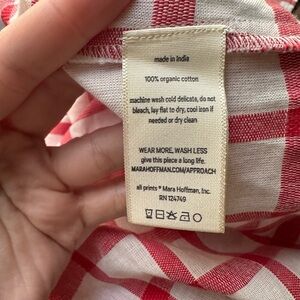 made in India
100% organic cotton
machine wash cold delicate, do not
bleach, lay flat to dry, cool iron if
needed or dry clean
WEAR MORE, WASH LESS
give this piece a long life.
MARAHOFFMAN.COM/APPROACH
all prints ® Mara Hoffman, Inc.
RN 124749